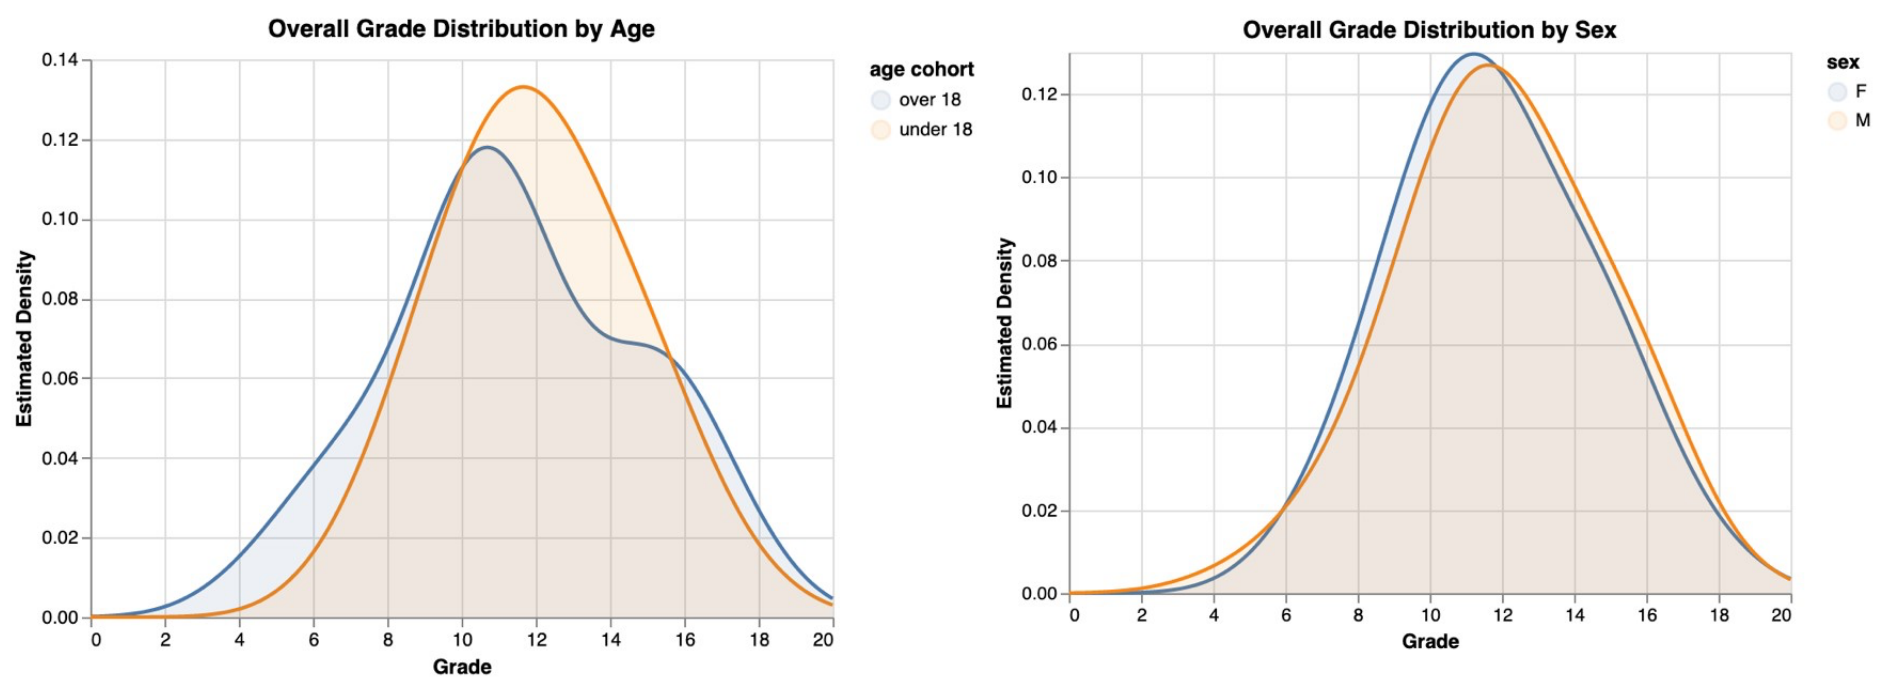 Overall Grade Distribution by Age
0.14
0.12
0.10
0.08
0.06
0.04
0.02
0.00
Estimated Density
0 2 4 6 8 10 12 14 16 18 20
Grade
age cohort
over 18
under 18
Overall Grade Distribution by Sex
0.12
0.10
0.08
0.06
0.04
0.02
0.00
Estimated Density
0 2 4 6 8 10 12 14 16 18 20
Grade
sex
F
M